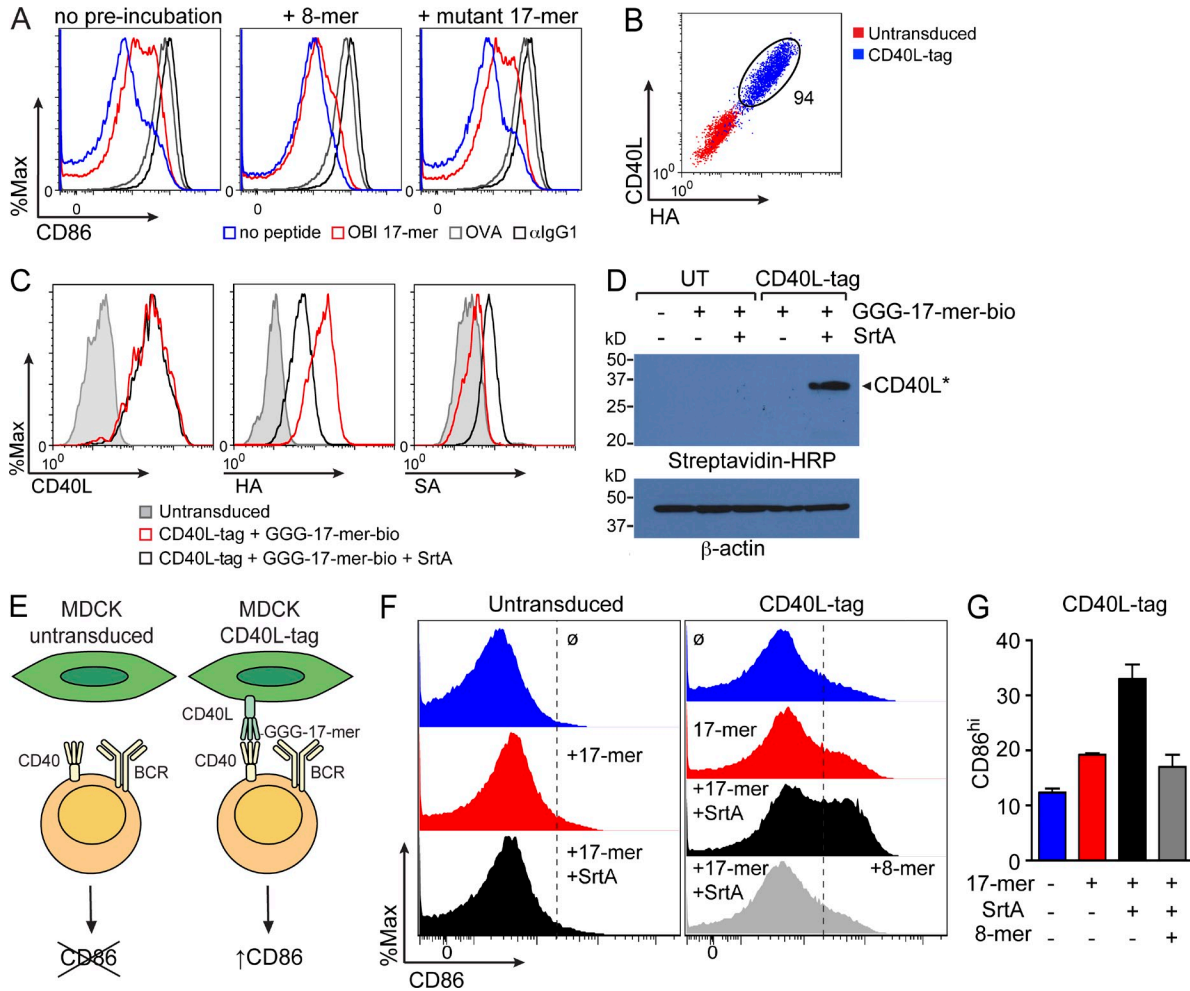 A
no pre-incubation
+ 8-mer
+ mutant 17-mer
%Max
0
0
0
0
0
0
CD86
no peptide
OBI 17-mer
OVA
αIgG1
B
Untransduced
CD40L-tag
94
CD40L
10⁰
10⁰
HA
C
%Max
0
0
0
10⁰
10⁰
10⁰
CD40L
HA
SA
Untransduced
CD40L-tag + GGG-17-mer-bio
CD40L-tag + GGG-17-mer-bio + SrtA
D
UT
CD40L-tag
- + + + + GGG-17-mer-bio
- - + - + SrtA
kD
50
37
25
20
CD40L*
Streptavidin-HRP
kD
50
37
β-actin
E
MDCK
untransduced
MDCK
CD40L-tag
CD40L
GGG-17-mer
CD40
BCR
CD40
BCR
CD86
↑CD86
F
Untransduced
CD40L-tag
ø
+17-mer
+17-mer
+SrtA
ø
17-mer
+17-mer
+SrtA
+17-mer
+SrtA
+8-mer
%Max
0
0
CD86
G
CD40L-tag
CD86hi
40
30
20
10
0
17-mer - + + +
SrtA - - + +
8-mer - - - +